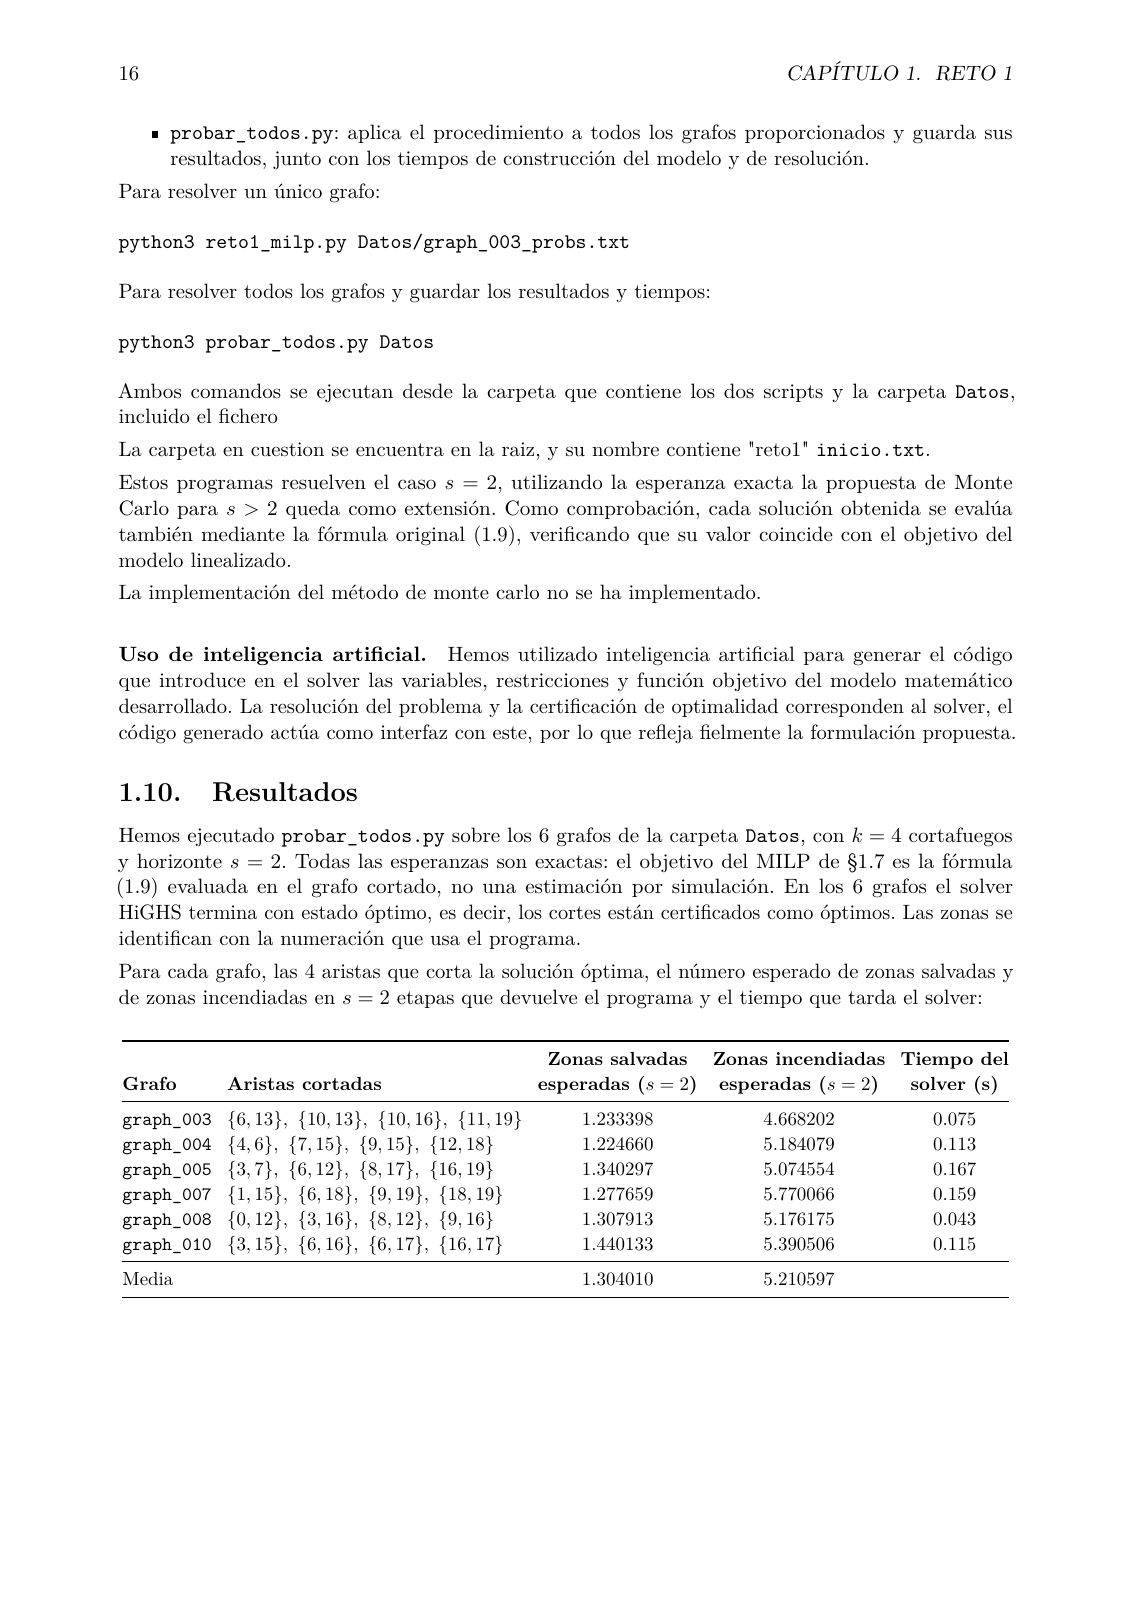 16 CAPÍTULO 1. RETO 1
▪ probar_todos.py: aplica el procedimiento a todos los grafos proporcionados y guarda sus
resultados, junto con los tiempos de construcción del modelo y de resolución.
Para resolver un único grafo:
python3 reto1_milp.py Datos/graph_003_probs.txt
Para resolver todos los grafos y guardar los resultados y tiempos:
python3 probar_todos.py Datos
Ambos comandos se ejecutan desde la carpeta que contiene los dos scripts y la carpeta Datos,
incluido el fichero
La carpeta en cuestion se encuentra en la raiz, y su nombre contiene "reto1" inicio.txt.
Estos programas resuelven el caso s = 2, utilizando la esperanza exacta la propuesta de Monte
Carlo para s > 2 queda como extensión. Como comprobación, cada solución obtenida se evalúa
también mediante la fórmula original (1.9), verificando que su valor coincide con el objetivo del
modelo linealizado.
La implementación del método de monte carlo no se ha implementado.
Uso de inteligencia artificial. Hemos utilizado inteligencia artificial para generar el código
que introduce en el solver las variables, restricciones y función objetivo del modelo matemático
desarrollado. La resolución del problema y la certificación de optimalidad corresponden al solver, el
código generado actúa como interfaz con este, por lo que refleja fielmente la formulación propuesta.
1.10. Resultados
Hemos ejecutado probar_todos.py sobre los 6 grafos de la carpeta Datos, con k = 4 cortafuegos
y horizonte s = 2. Todas las esperanzas son exactas: el objetivo del MILP de §1.7 es la fórmula
(1.9) evaluada en el grafo cortado, no una estimación por simulación. En los 6 grafos el solver
HiGHS termina con estado óptimo, es decir, los cortes están certificados como óptimos. Las zonas se
identifican con la numeración que usa el programa.
Para cada grafo, las 4 aristas que corta la solución óptima, el número esperado de zonas salvadas y
de zonas incendiadas en s = 2 etapas que devuelve el programa y el tiempo que tarda el solver:
Zonas salvadas Zonas incendiadas Tiempo del
Grafo Aristas cortadas esperadas (s = 2) esperadas (s = 2) solver (s)
graph_003 {6, 13}, {10, 13}, {10, 16}, {11, 19} 1.233398 4.668202 0.075
graph_004 {4, 6}, {7, 15}, {9, 15}, {12, 18} 1.224660 5.184079 0.113
graph_005 {3, 7}, {6, 12}, {8, 17}, {16, 19} 1.340297 5.074554 0.167
graph_007 {1, 15}, {6, 18}, {9, 19}, {18, 19} 1.277659 5.770066 0.159
graph_008 {0, 12}, {3, 16}, {8, 12}, {9, 16} 1.307913 5.176175 0.043
graph_010 {3, 15}, {6, 16}, {6, 17}, {16, 17} 1.440133 5.390506 0.115
Media 1.304010 5.210597